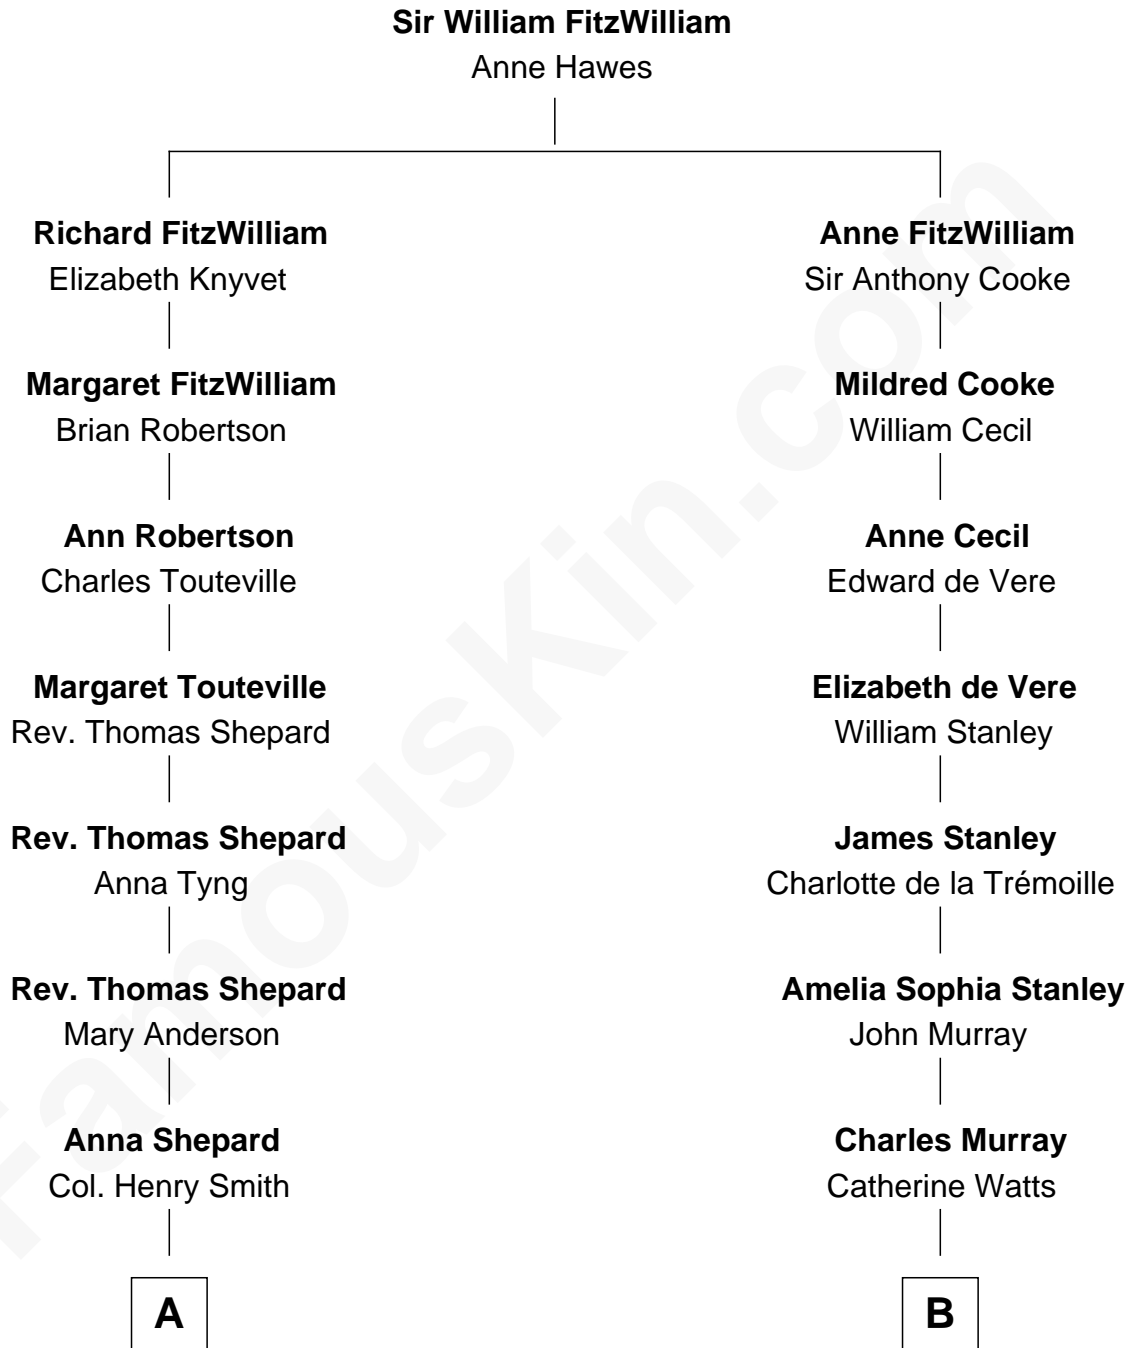 Sir William FitzWilliam
Anne Hawes
Richard FitzWilliam
Elizabeth Knyvet
Margaret FitzWilliam
Brian Robertson
Ann Robertson
Charles Touteville
Margaret Touteville
Rev. Thomas Shepard
Rev. Thomas Shepard
Anna Tyng
Rev. Thomas Shepard
Mary Anderson
Anna Shepard
Col. Henry Smith
A
Anne FitzWilliam
Sir Anthony Cooke
Mildred Cooke
William Cecil
Anne Cecil
Edward de Vere
Elizabeth de Vere
William Stanley
James Stanley
Charlotte de la Trémoille
Amelia Sophia Stanley
John Murray
Charles Murray
Catherine Watts
B
FamousKin.com